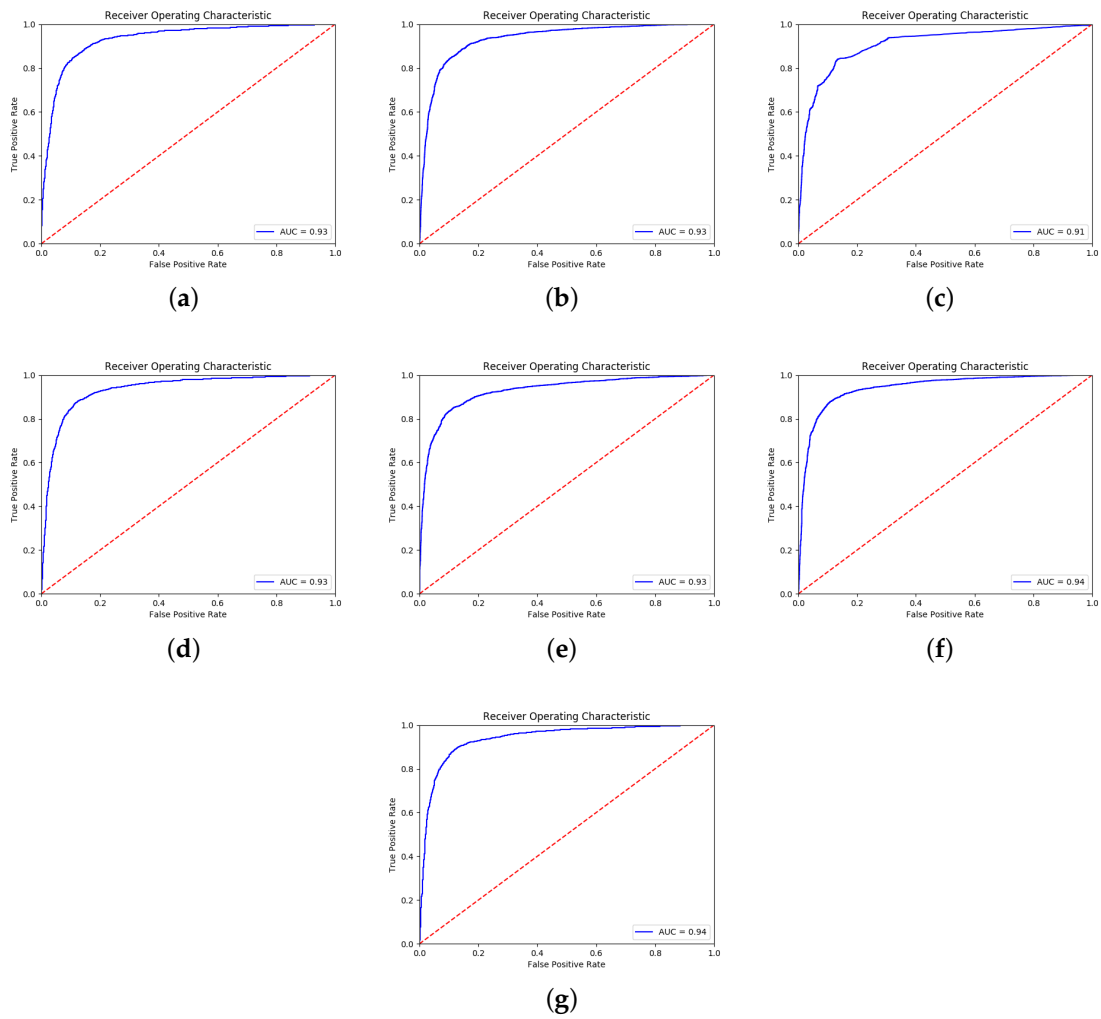 Receiver Operating Characteristic
1.0
0.8
0.6
0.4
0.2
0.0
True Positive Rate
AUC = 0.93
0.0 0.2 0.4 0.6 0.8 1.0
False Positive Rate
(a)
Receiver Operating Characteristic
1.0
0.8
0.6
0.4
0.2
0.0
True Positive Rate
AUC = 0.93
0.0 0.2 0.4 0.6 0.8 1.0
False Positive Rate
(b)
Receiver Operating Characteristic
1.0
0.8
0.6
0.4
0.2
0.0
True Positive Rate
AUC = 0.91
0.0 0.2 0.4 0.6 0.8 1.0
False Positive Rate
(c)
Receiver Operating Characteristic
1.0
0.8
0.6
0.4
0.2
0.0
True Positive Rate
AUC = 0.93
0.0 0.2 0.4 0.6 0.8 1.0
False Positive Rate
(d)
Receiver Operating Characteristic
1.0
0.8
0.6
0.4
0.2
0.0
True Positive Rate
AUC = 0.93
0.0 0.2 0.4 0.6 0.8 1.0
False Positive Rate
(e)
Receiver Operating Characteristic
1.0
0.8
0.6
0.4
0.2
0.0
True Positive Rate
AUC = 0.94
0.0 0.2 0.4 0.6 0.8 1.0
False Positive Rate
(f)
Receiver Operating Characteristic
1.0
0.8
0.6
0.4
0.2
0.0
True Positive Rate
AUC = 0.94
0.0 0.2 0.4 0.6 0.8 1.0
False Positive Rate
(g)